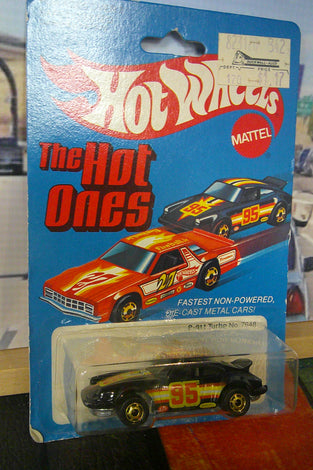 Hot Wheels
MATTEL
The Hot
Ones
95
27
FASTEST NON-POWERED,
DIE-CAST METAL CARS!
P-911 Turbo No. 7648
95